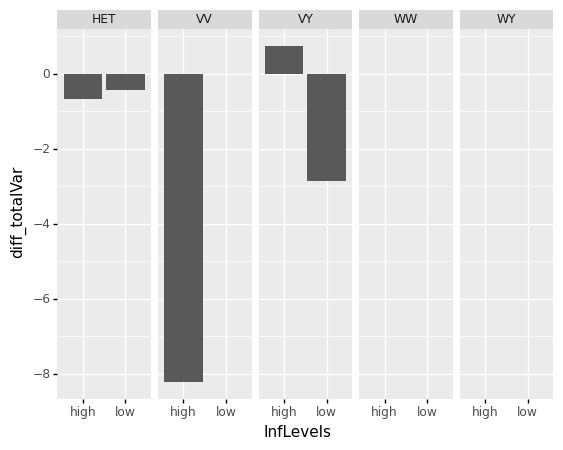 HET VV VY WW WY
0
−2
−4
−6
−8
diff_totalVar
high low high low high low high low high low
InfLevels